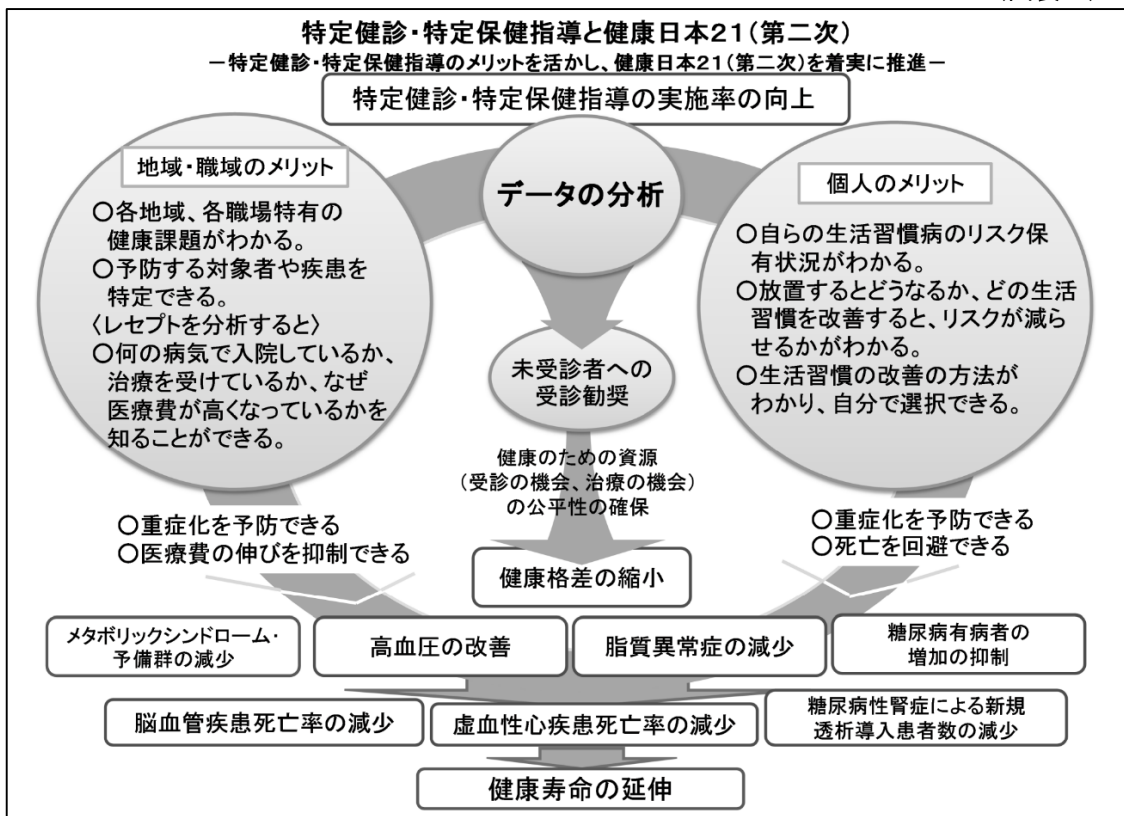 特定健診・特定保健指導と健康日本21(第二次)
－特定健診・特定保健指導のメリットを活かし、健康日本21(第二次)を着実に推進－
特定健診・特定保健指導の実施率の向上
地域・職域のメリット
○各地域、各職場特有の
健康課題がわかる。
○予防する対象者や疾患を
特定できる。
〈レセプトを分析すると〉
○何の病気で入院しているか、
治療を受けているか、なぜ
医療費が高くなっているかを
知ることができる。
○重症化を予防できる
○医療費の伸びを抑制できる
データの分析
未受診者への
受診勧奨
健康のための資源
(受診の機会、治療の機会)
の公平性の確保
健康格差の縮小
個人のメリット
○自らの生活習慣病のリスク保
有状況がわかる。
○放置するとどうなるか、どの生活
習慣を改善すると、リスクが減ら
せるかがわかる。
○生活習慣の改善の方法が
わかり、自分で選択できる。
○重症化を予防できる
○死亡を回避できる
メタボリックシンドローム・
予備群の減少
高血圧の改善
脂質異常症の減少
糖尿病有病者の
増加の抑制
脳血管疾患死亡率の減少
虚血性心疾患死亡率の減少
糖尿病性腎症による新規
透析導入患者数の減少
健康寿命の延伸